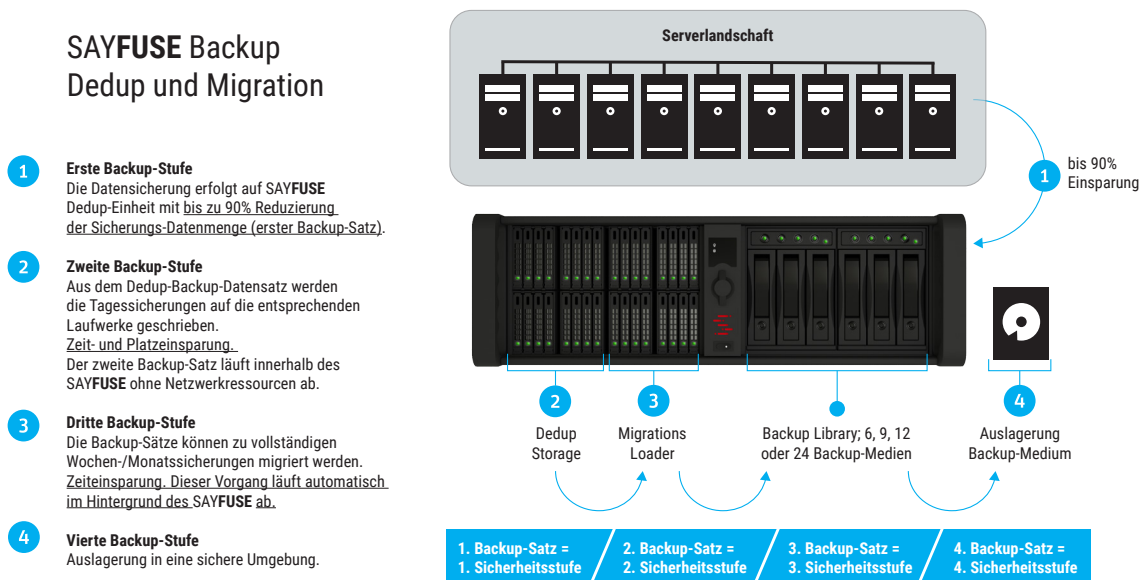 SAYFUSE Backup
Dedup und Migration
1
Erste Backup-Stufe
Die Datensicherung erfolgt auf SAYFUSE
Dedup-Einheit mit bis zu 90% Reduzierung
der Sicherungs-Datenmenge (erster Backup-Satz).
2
Zweite Backup-Stufe
Aus dem Dedup-Backup-Datensatz werden
die Tagessicherungen auf die entsprechenden
Laufwerke geschrieben.
Zeit- und Platzeinsparung.
Der zweite Backup-Satz läuft innerhalb des
SAYFUSE ohne Netzwerkressourcen ab.
3
Dritte Backup-Stufe
Die Backup-Sätze können zu vollständigen
Wochen-/Monatssicherungen migriert werden.
Zeiteinsparung. Dieser Vorgang läuft automatisch
im Hintergrund des SAYFUSE ab.
4
Vierte Backup-Stufe
Auslagerung in eine sichere Umgebung.
Serverlandschaft
1
bis 90%
Einsparung
2
Dedup
Storage
3
Migrations
Loader
Backup Library; 6, 9, 12
oder 24 Backup-Medien
4
Auslagerung
Backup-Medium
1. Backup-Satz =
1. Sicherheitsstufe
2. Backup-Satz =
2. Sicherheitsstufe
3. Backup-Satz =
3. Sicherheitsstufe
4. Backup-Satz =
4. Sicherheitsstufe